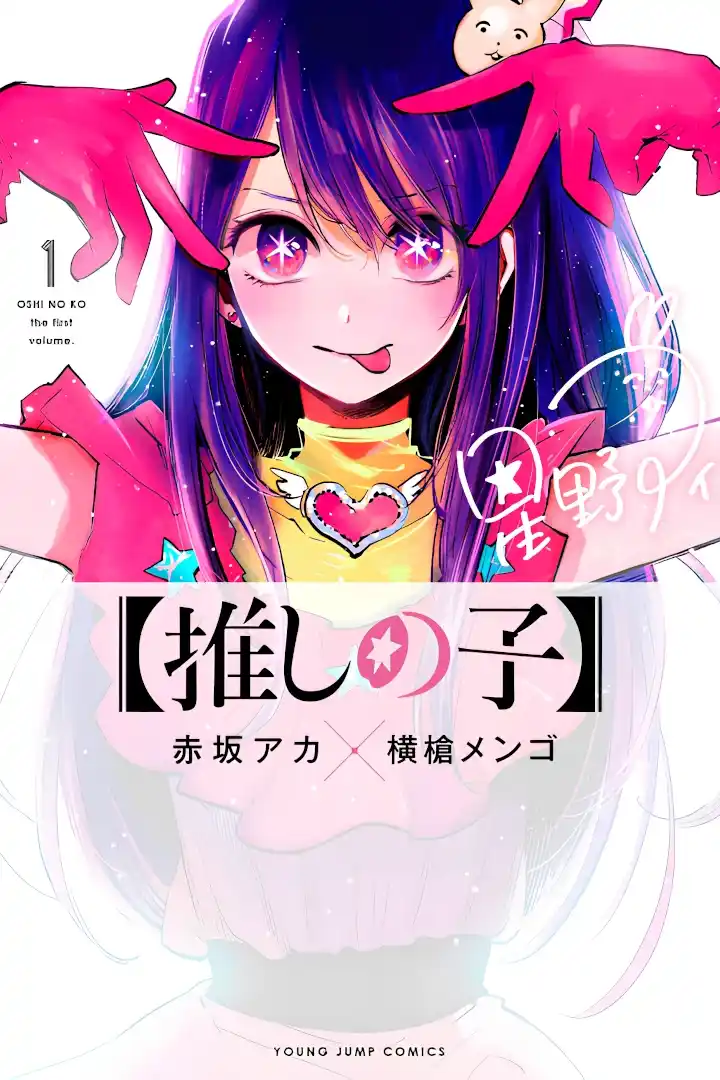 1
OSHI NO KO
the first
volume.
星野アイ
【推しの子】
赤坂アカ×横槍メンゴ
YOUNG JUMP COMICS